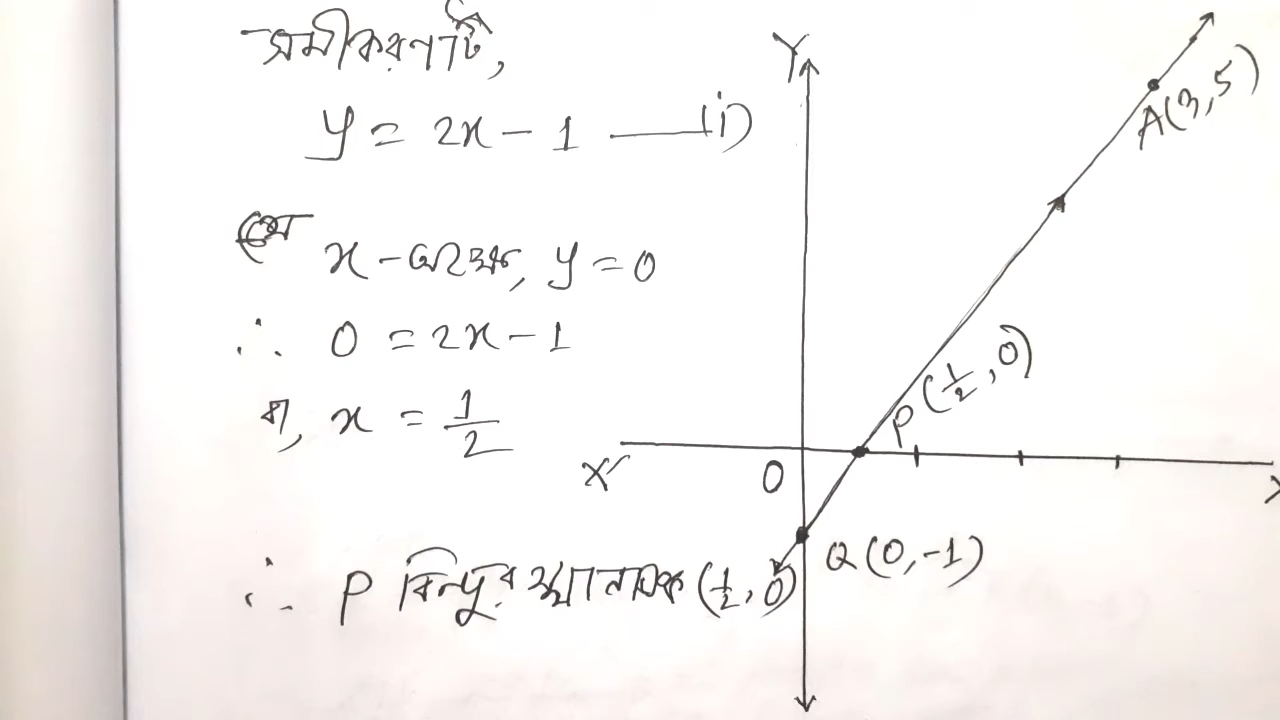 সমীকরণটি,
y = 2x - 1 —— (i)
x - অক্ষে, y = 0
∴ 0 = 2x - 1
বা, x = 1/2
∴ P বিন্দুর স্থানাঙ্ক (1/2, 0)
Y
A(3, 5)
P(1/2, 0)
X′
O
X
Q(0, -1)